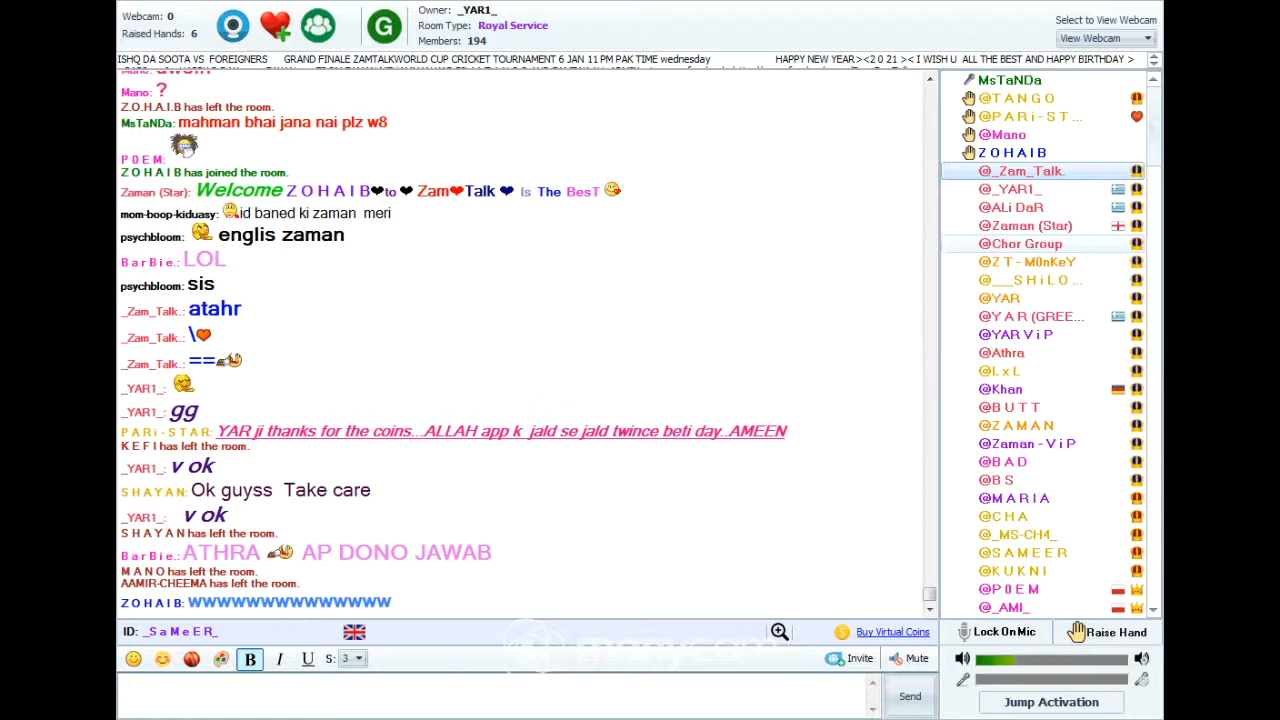 Webcam: 0
Raised Hands: 6
G
Owner: _YAR1_
Room Type: Royal Service
Members: 194
Select to View Webcam
View Webcam
ISHQ DA SOOTA VS FOREIGNERS GRAND FINALE ZAMTALKWORLD CUP CRICKET TOURNAMENT 6 JAN 11 PM PAK TIME wednesday HAPPY NEW YEAR><2 0 21 >< I WISH U ALL THE BEST AND HAPPY BIRTHDAY >
Mano: ?
Z.O.H.A.I.B has left the room.
MsTaNDa: mahman bhai jana nai plz w8
P 0 E M:
Z O H A I B has joined the room.
Zaman (Star): Welcome Z O H A I B❤to ❤ Zam❤Talk ❤ Is The BesT
mom-boop-kiduasy: id baned ki zaman meri
psychbloom: englis zaman
B a r B i e .: LOL
psychbloom: sis
_Zam_Talk.: atahr
_Zam_Talk.: \
_Zam_Talk.: ==
_YAR1_:
_YAR1_: gg
P A R i - S T A R: YAR ji thanks for the coins...ALLAH app k jald se jald twince beti day..AMEEN
K E F I has left the room.
_YAR1_: v ok
S H A Y A N: Ok guyss Take care
_YAR1_: v ok
S H A Y A N has left the room.
B a r B i e .: ATHRA AP DONO JAWAB
M A N O has left the room.
AAMIR-CHEEMA has left the room.
Z O H A I B: wwwwwwwwwwwwww
MsTaNDa
@T A N G O
@P A R i - S T ...
@Mano
Z O H A I B
@_Zam_Talk.
@_YAR1_
@ALi DaR
@Zaman (Star)
@Chor Group
@Z T - M0nKeY
@___S H i L O ...
@YAR
@Y A R (GREE...
@YAR V i P
@Athra
@L x L
@Khan
@B U T T
@Z A M A N
@Zaman - V i P
@B A D
@B S
@M A R I A
@C H A
@_MS-CH4_
@S A M E E R
@K U K N I
@P 0 E M
@_AMI_
ID: _S a M e E R_
Buy Virtual Coins
Lock On Mic
Raise Hand
B I U S: 3
Invite
Mute
Send
Jump Activation